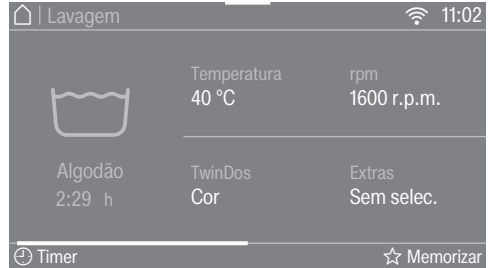 Lavagem
11:02
Temperatura
40 °C
rpm
1600 r.p.m.
Algodão
2:29 h
TwinDos
Cor
Extras
Sem selec.
Timer
Memorizar